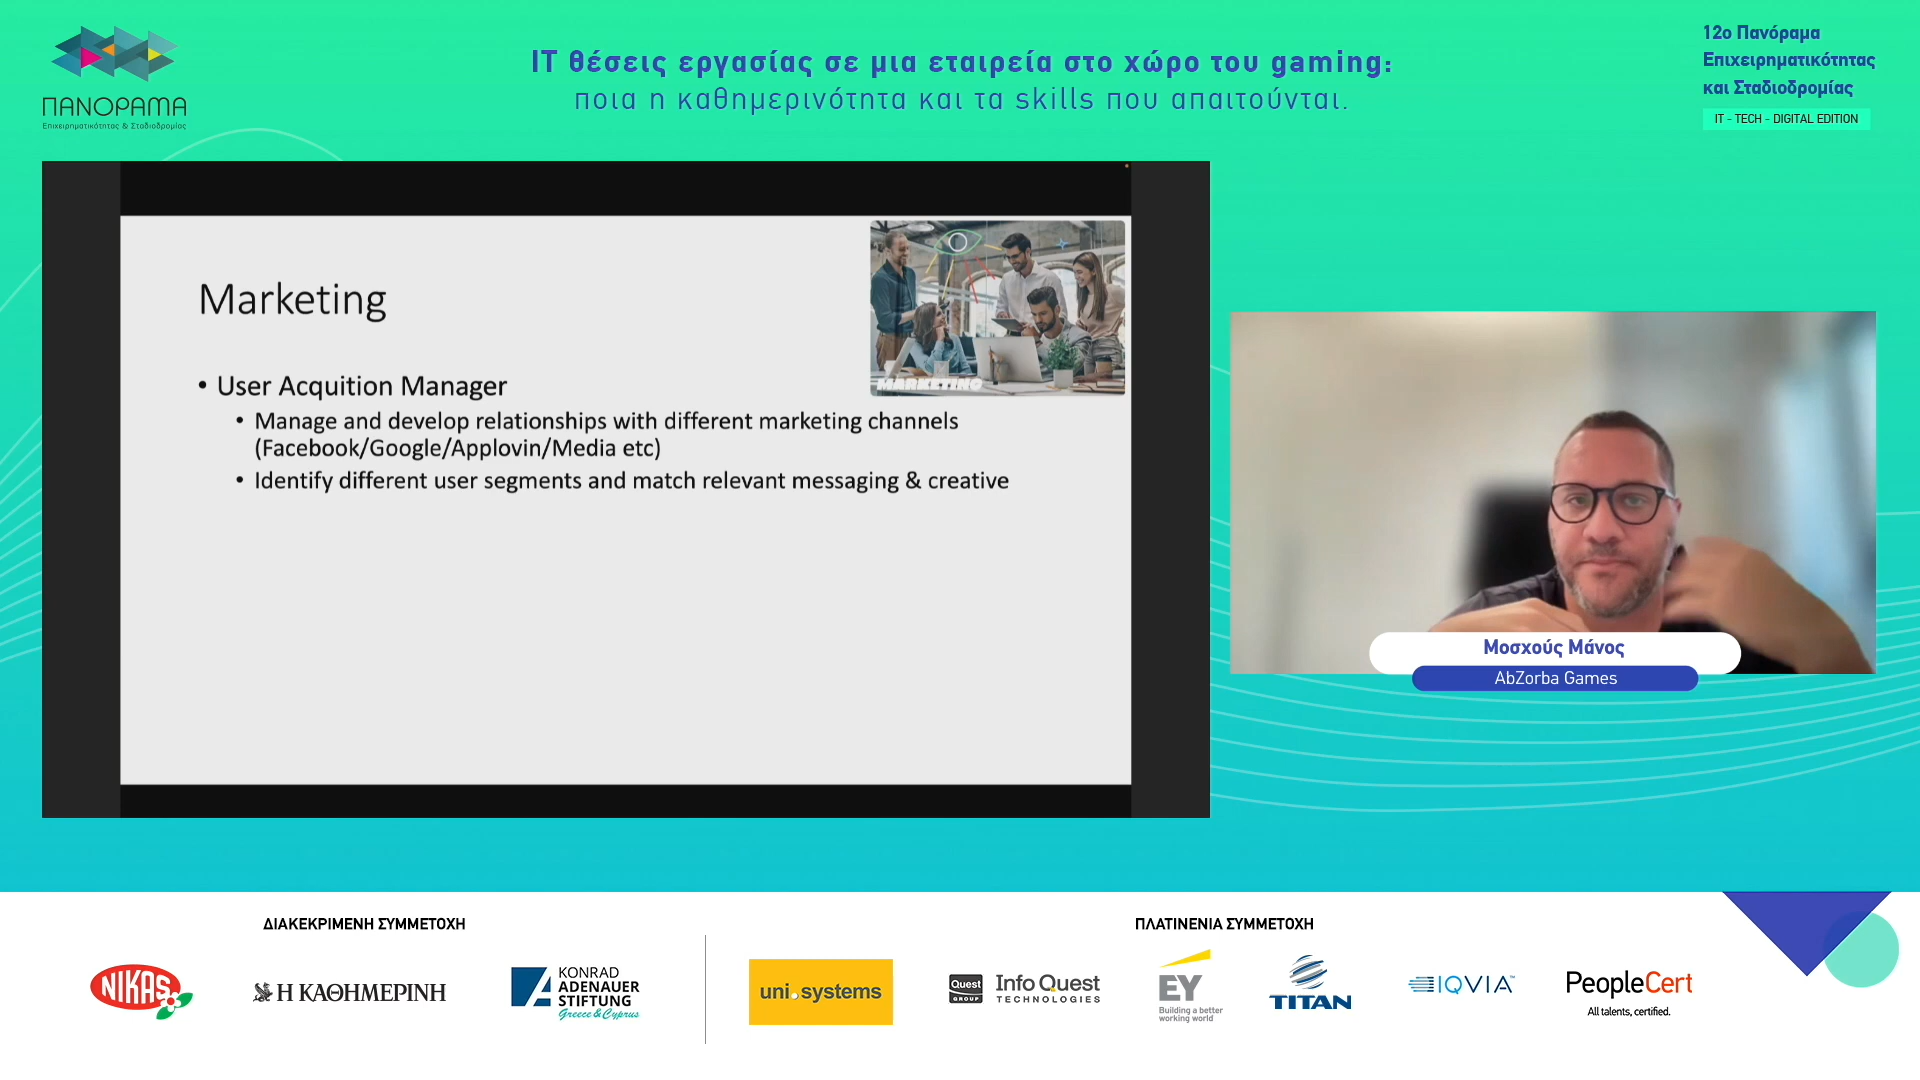 ΠΑΝΟΡΑΜΑ
Επιχειρηματικότητας & Σταδιοδρομίας
IT θέσεις εργασίας σε μια εταιρεία στο χώρο του gaming:
ποια η καθημερινότητα και τα skills που απαιτούνται.
12ο Πανόραμα
Επιχειρηματικότητας
και Σταδιοδρομίας
IT - TECH - DIGITAL EDITION
MARKETING
Marketing
• User Acquition Manager
• Manage and develop relationships with different marketing channels
(Facebook/Google/Applovin/Media etc)
• Identify different user segments and match relevant messaging & creative
Μοσχούς Μάνος
AbZorba Games
ΔΙΑΚΕΚΡΙΜΕΝΗ ΣΥΜΜΕΤΟΧΗ
NIKAS
Η ΚΑΘΗΜΕΡΙΝΗ
KONRAD
ADENAUER
STIFTUNG
Greece & Cyprus
ΠΛΑΤΙΝΕΝΙΑ ΣΥΜΜΕΤΟΧΗ
uni.systems
Quest
GROUP
Info Quest
TECHNOLOGIES
EY
Building a better
working world
TITAN
IQVIA
PeopleCert
All talents, certified.